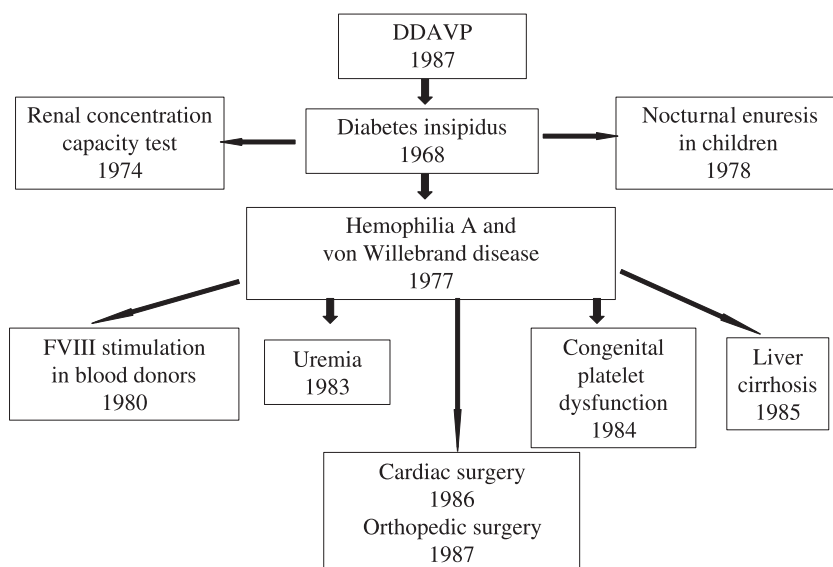 DDAVP
1987
Renal concentration
capacity test
1974
Diabetes insipidus
1968
Nocturnal enuresis
in children
1978
Hemophilia A and
von Willebrand disease
1977
FVIII stimulation
in blood donors
1980
Uremia
1983
Congenital
platelet
dysfunction
1984
Liver
cirrhosis
1985
Cardiac surgery
1986
Orthopedic surgery
1987